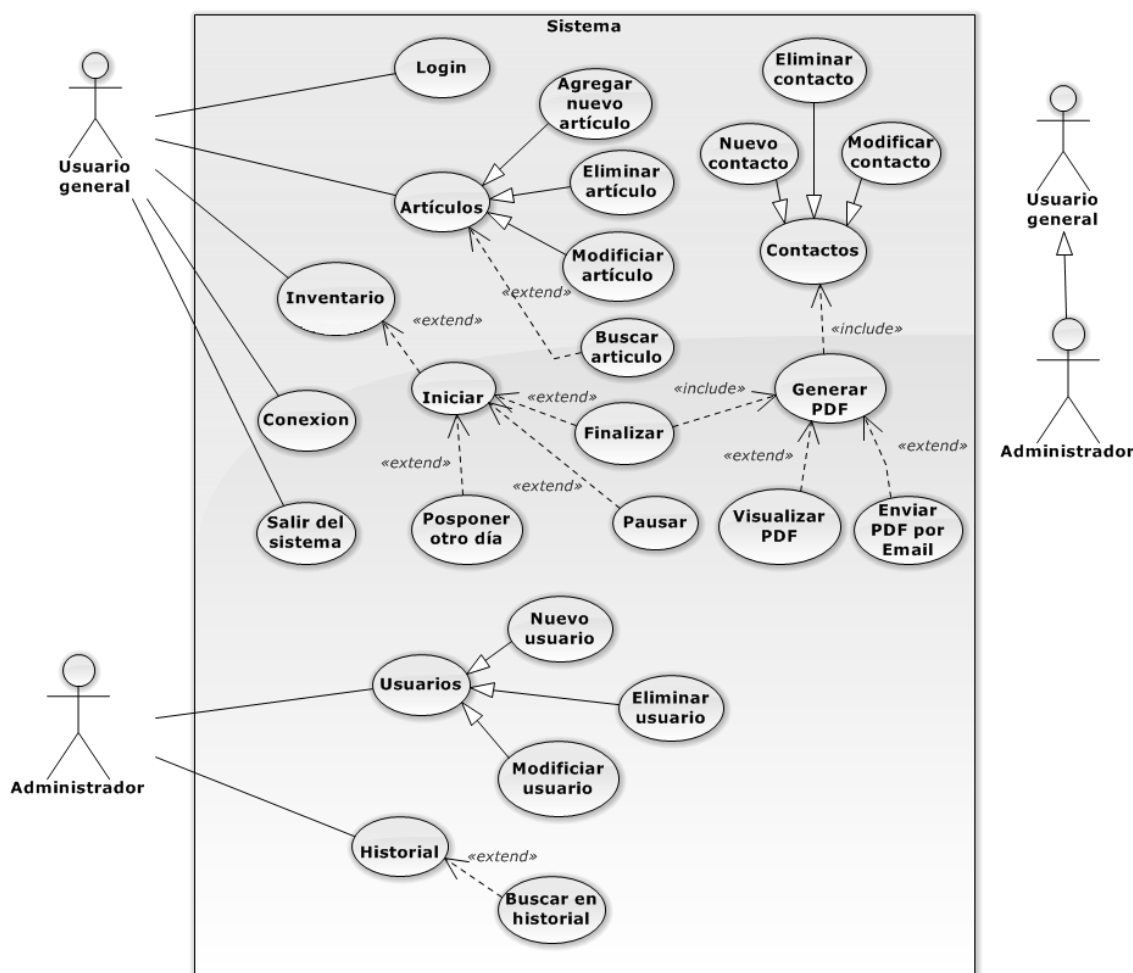 Sistema
Login
Eliminar
contacto
Agregar
nuevo
artículo
Usuario
general
Nuevo
contacto
Modificar
contacto
Eliminar
artículo
Usuario
general
Artículos
Contactos
Modificiar
artículo
Inventario
«extend»
«extend»
«include»
Buscar
articulo
Iniciar
«extend»
«include»
Generar
PDF
Conexion
Finalizar
Administrador
«extend»
«extend»
«extend»
«extend»
Salir del
sistema
Posponer
otro día
Pausar
Visualizar
PDF
Enviar
PDF por
Email
Nuevo
usuario
Usuarios
Eliminar
usuario
Administrador
Modificiar
usuario
Historial
«extend»
Buscar en
historial